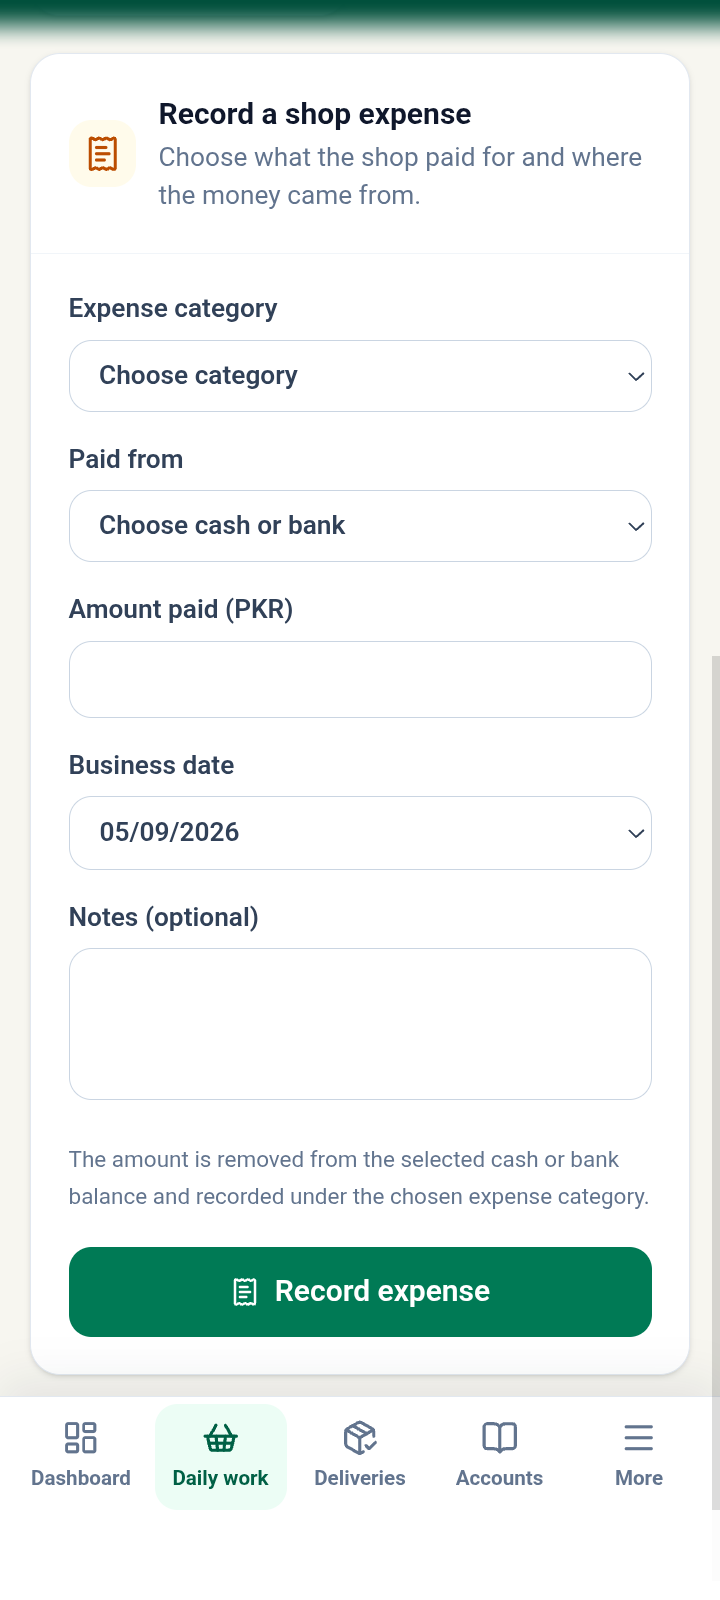 Record a shop expense
Choose what the shop paid for and where
the money came from.
Expense category
Choose category
Paid from
Choose cash or bank
Amount paid (PKR)
Business date
05/09/2026
Notes (optional)
The amount is removed from the selected cash or bank
balance and recorded under the chosen expense category.
Record expense
Dashboard
Daily work
Deliveries
Accounts
More